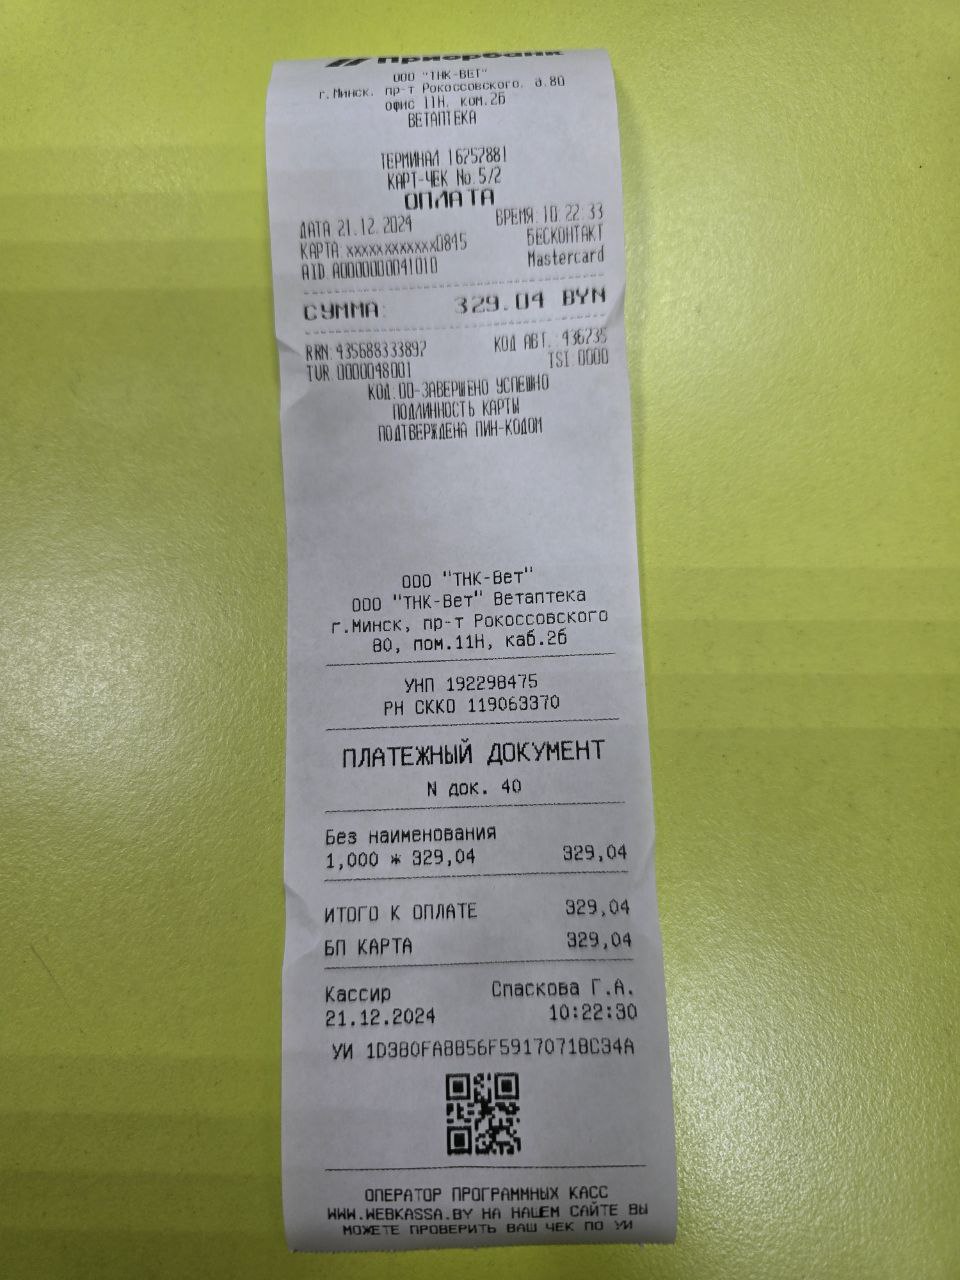 Приорбанк
ООО "ТНК-ВЕТ"
г.Минск, пр-т Рокоссовского, д.80
офис 11Н, ком.2б
ВЕТАПТЕКА
ТЕРМИНАЛ 16257881
КАРТ-ЧЕК No.5/2
ОПЛАТА
ДАТА 21.12.2024 ВРЕМЯ:10:22:33
КАРТА:xxxxxxxxxxxx0845 БЕСКОНТАКТ
AID:A0000000041010 Mastercard
СУММА: 329.04 BYN
RRN:435688333897 КОД АВТ.:436735
TVR:0000048001 TSI:0000
КОД:00-ЗАВЕРШЕНО УСПЕШНО
ПОДЛИННОСТЬ КАРТЫ
ПОДТВЕРЖДЕНА ПИН-КОДОМ
ООО "ТНК-Вет"
ООО "ТНК-Вет" Ветаптека
г.Минск, пр-т Рокоссовского
80, пом.11Н, каб.2б
УНП 192298475
РН СККО 119063370
ПЛАТЕЖНЫЙ ДОКУМЕНТ
N док. 40
Без наименования
1,000 * 329,04 329,04
ИТОГО К ОПЛАТЕ 329,04
БП КАРТА 329,04
Кассир Спаскова Г.А.
21.12.2024 10:22:30
УИ 1D380FA8B56F59170718C34A
ОПЕРАТОР ПРОГРАММНЫХ КАСС
WWW.WEBKASSA.BY НА НАШЕМ САЙТЕ ВЫ
МОЖЕТЕ ПРОВЕРИТЬ ВАШ ЧЕК ПО УИ